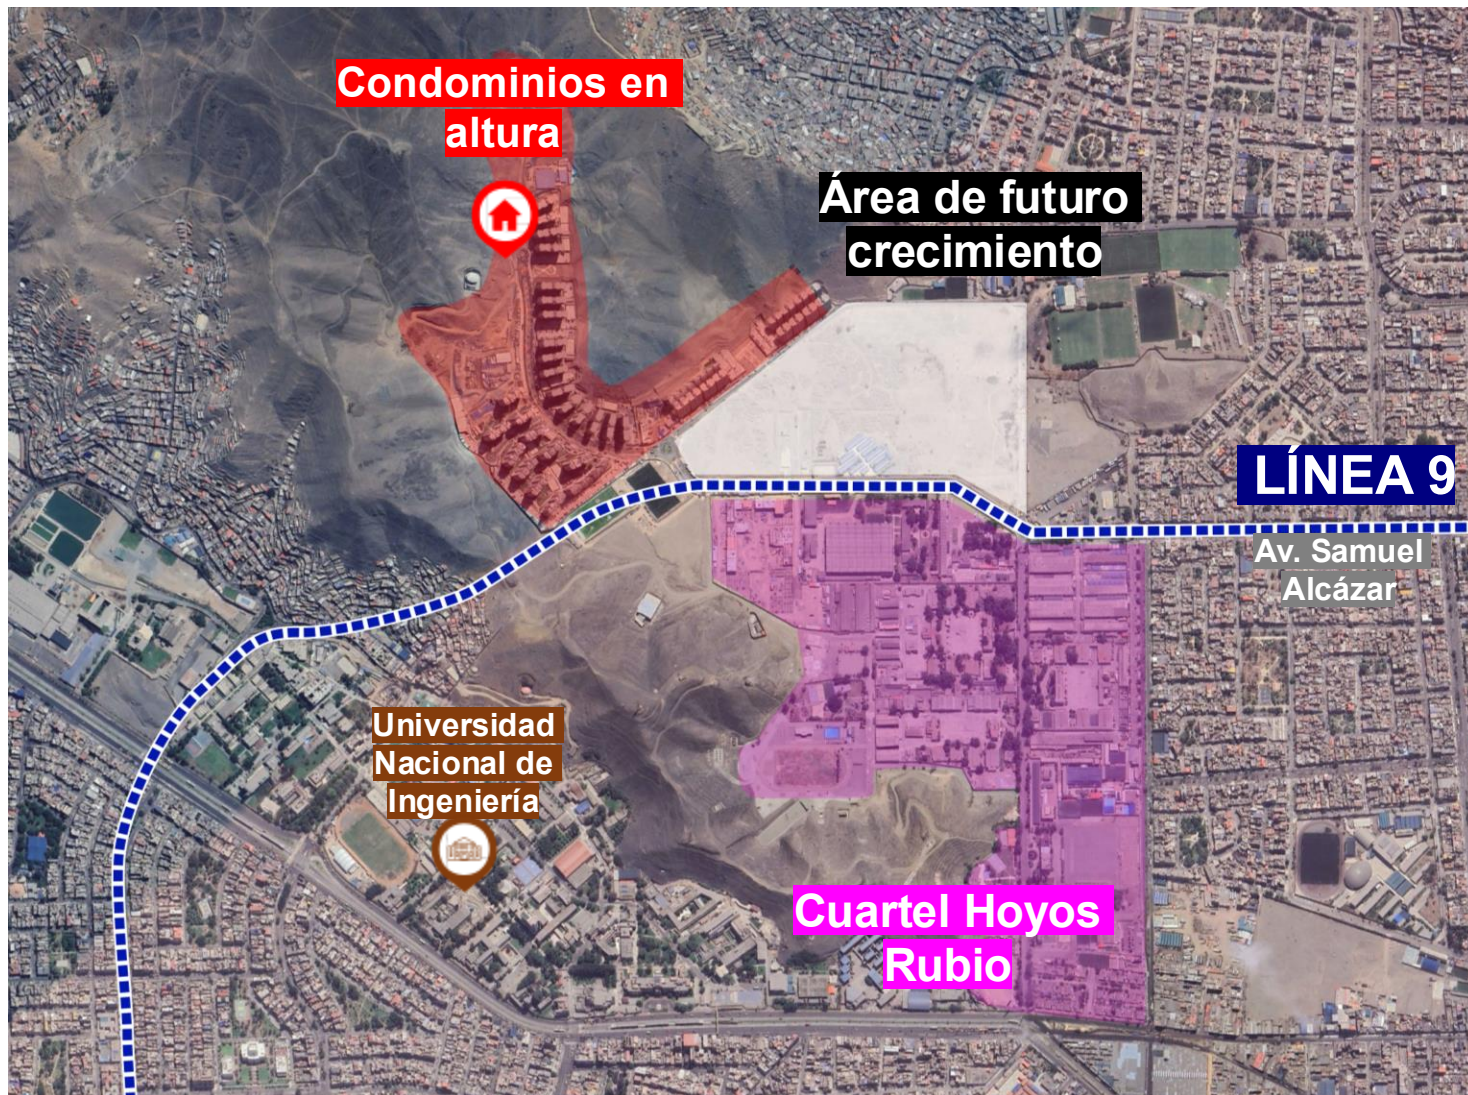 Condominios en
altura
Área de futuro
crecimiento
LÍNEA 9
Av. Samuel
Alcázar
Universidad
Nacional de
Ingeniería
Cuartel Hoyos
Rubio